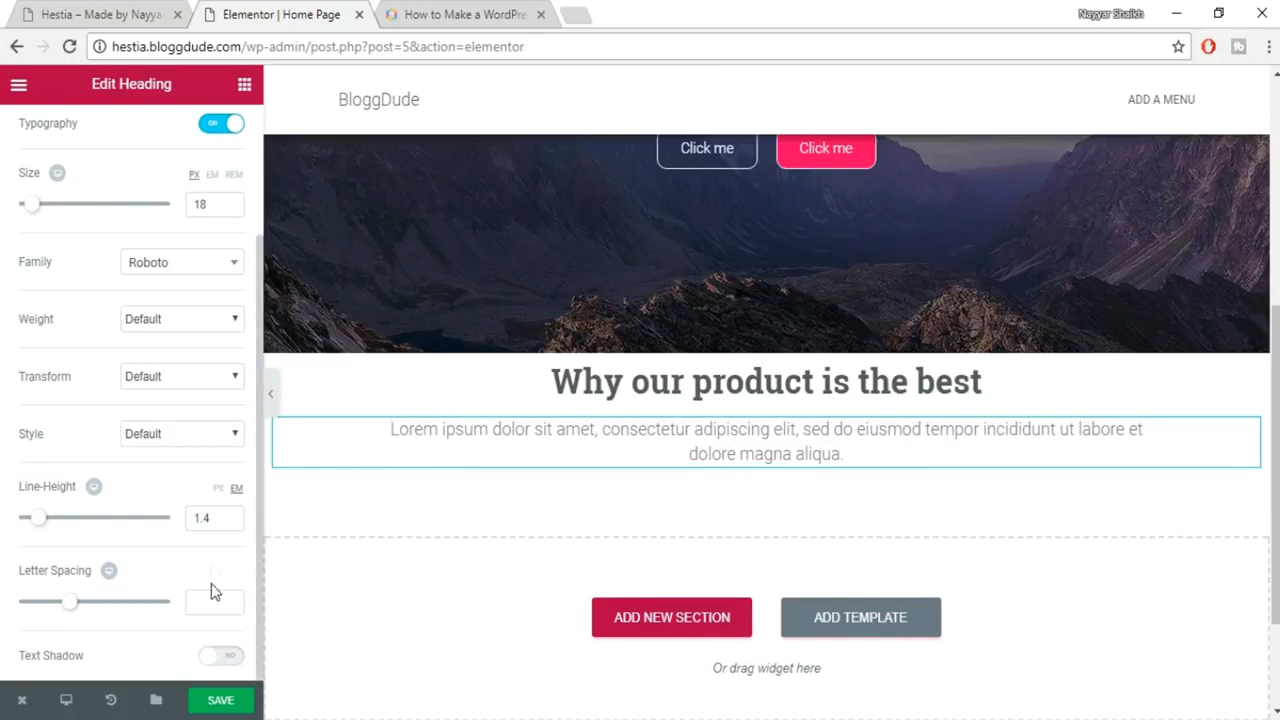 Hestia – Made by Nayya
Elementor | Home Page
How to Make a WordPre
Nayyar Shaikh
hestia.bloggdude.com/wp-admin/post.php?post=5&action=elementor
Edit Heading
Typography
ON
Size
PX EM REM
18
Family
Roboto
Weight
Default
Transform
Default
Style
Default
Line-Height
PX EM
1.4
Letter Spacing
Text Shadow
NO
SAVE
BloggDude
ADD A MENU
Click me
Click me
Why our product is the best
Lorem ipsum dolor sit amet, consectetur adipiscing elit, sed do eiusmod tempor incididunt ut labore et
dolore magna aliqua.
ADD NEW SECTION
ADD TEMPLATE
Or drag widget here